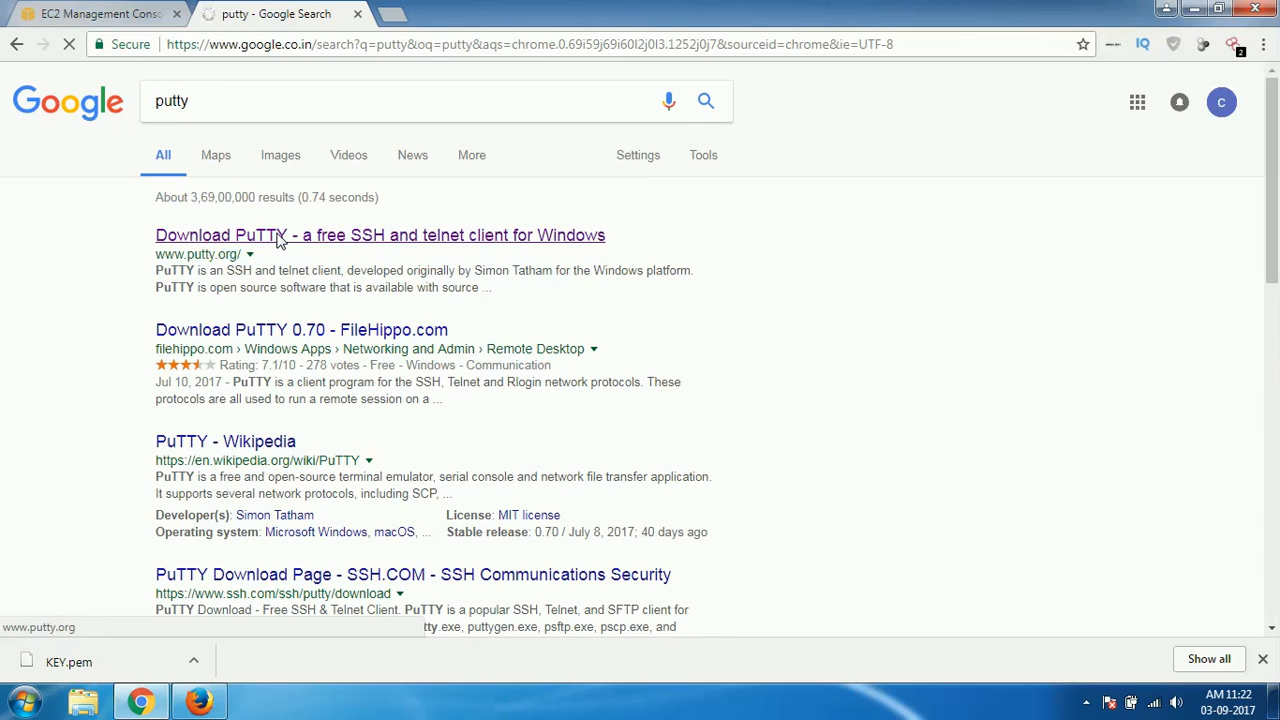 EC2 Management Conso
putty - Google Search
Secure
https://www.google.co.in/search?q=putty&oq=putty&aqs=chrome.0.69i59j69i60l2j0l3.1252j0j7&sourceid=chrome&ie=UTF-8
IQ
2
Google
putty
C
All Maps Images Videos News More Settings Tools
About 3,69,00,000 results (0.74 seconds)
Download PuTTY - a free SSH and telnet client for Windows
www.putty.org/
PuTTY is an SSH and telnet client, developed originally by Simon Tatham for the Windows platform.
PuTTY is open source software that is available with source ...
Download PuTTY 0.70 - FileHippo.com
filehippo.com › Windows Apps › Networking and Admin › Remote Desktop
Rating: 7.1/10 - 278 votes - Free - Windows - Communication
Jul 10, 2017 - PuTTY is a client program for the SSH, Telnet and Rlogin network protocols. These
protocols are all used to run a remote session on a ...
PuTTY - Wikipedia
https://en.wikipedia.org/wiki/PuTTY
PuTTY is a free and open-source terminal emulator, serial console and network file transfer application.
It supports several network protocols, including SCP, ...
Developer(s): Simon Tatham License: MIT license
Operating system: Microsoft Windows, macOS, ... Stable release: 0.70 / July 8, 2017; 40 days ago
PuTTY Download Page - SSH.COM - SSH Communications Security
https://www.ssh.com/ssh/putty/download
PuTTY Download - Free SSH & Telnet Client. PuTTY is a popular SSH, Telnet, and SFTP client for
www.putty.org
tty.exe, puttygen.exe, psftp.exe, pscp.exe, and
KEY.pem
Show all
AM 11:22
03-09-2017